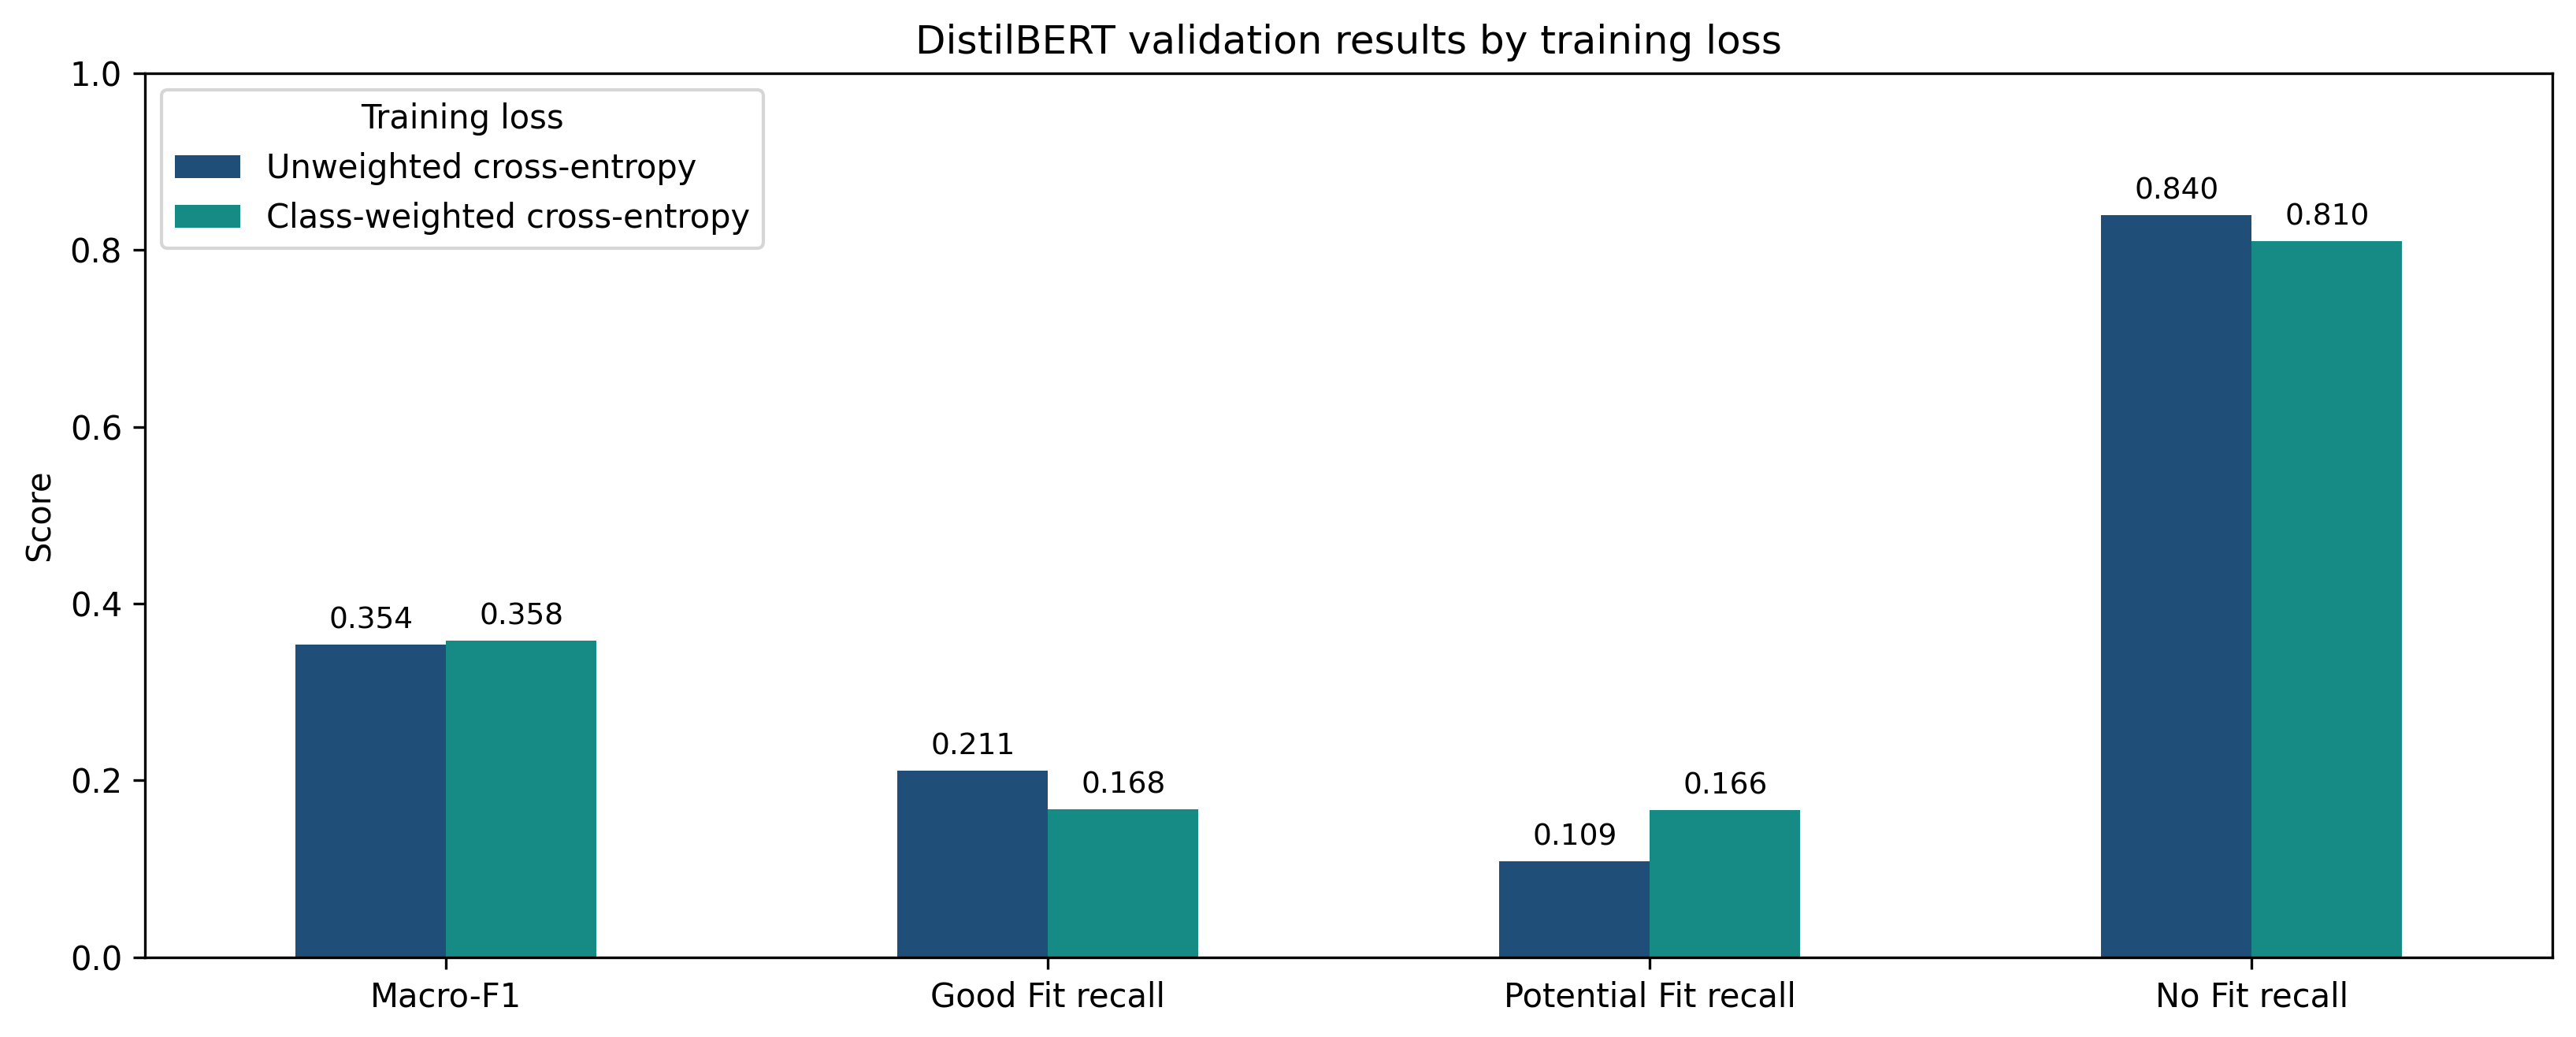 DistilBERT validation results by training loss
Training loss
Unweighted cross-entropy
Class-weighted cross-entropy
Score
1.0
0.8
0.6
0.4
0.2
0.0
0.354
0.358
0.211
0.168
0.109
0.166
0.840
0.810
Macro-F1
Good Fit recall
Potential Fit recall
No Fit recall